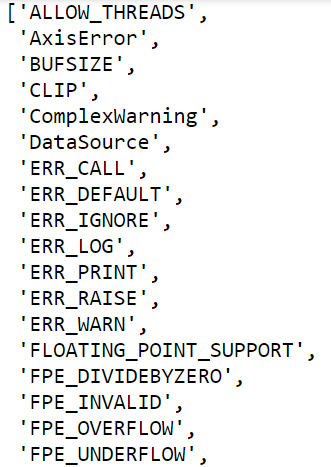 ['ALLOW_THREADS',
'AxisError',
'BUFSIZE',
'CLIP',
'ComplexWarning',
'DataSource',
'ERR_CALL',
'ERR_DEFAULT',
'ERR_IGNORE',
'ERR_LOG',
'ERR_PRINT',
'ERR_RAISE',
'ERR_WARN',
'FLOATING_POINT_SUPPORT',
'FPE_DIVIDEBYZERO',
'FPE_INVALID',
'FPE_OVERFLOW',
'FPE_UNDERFLOW',